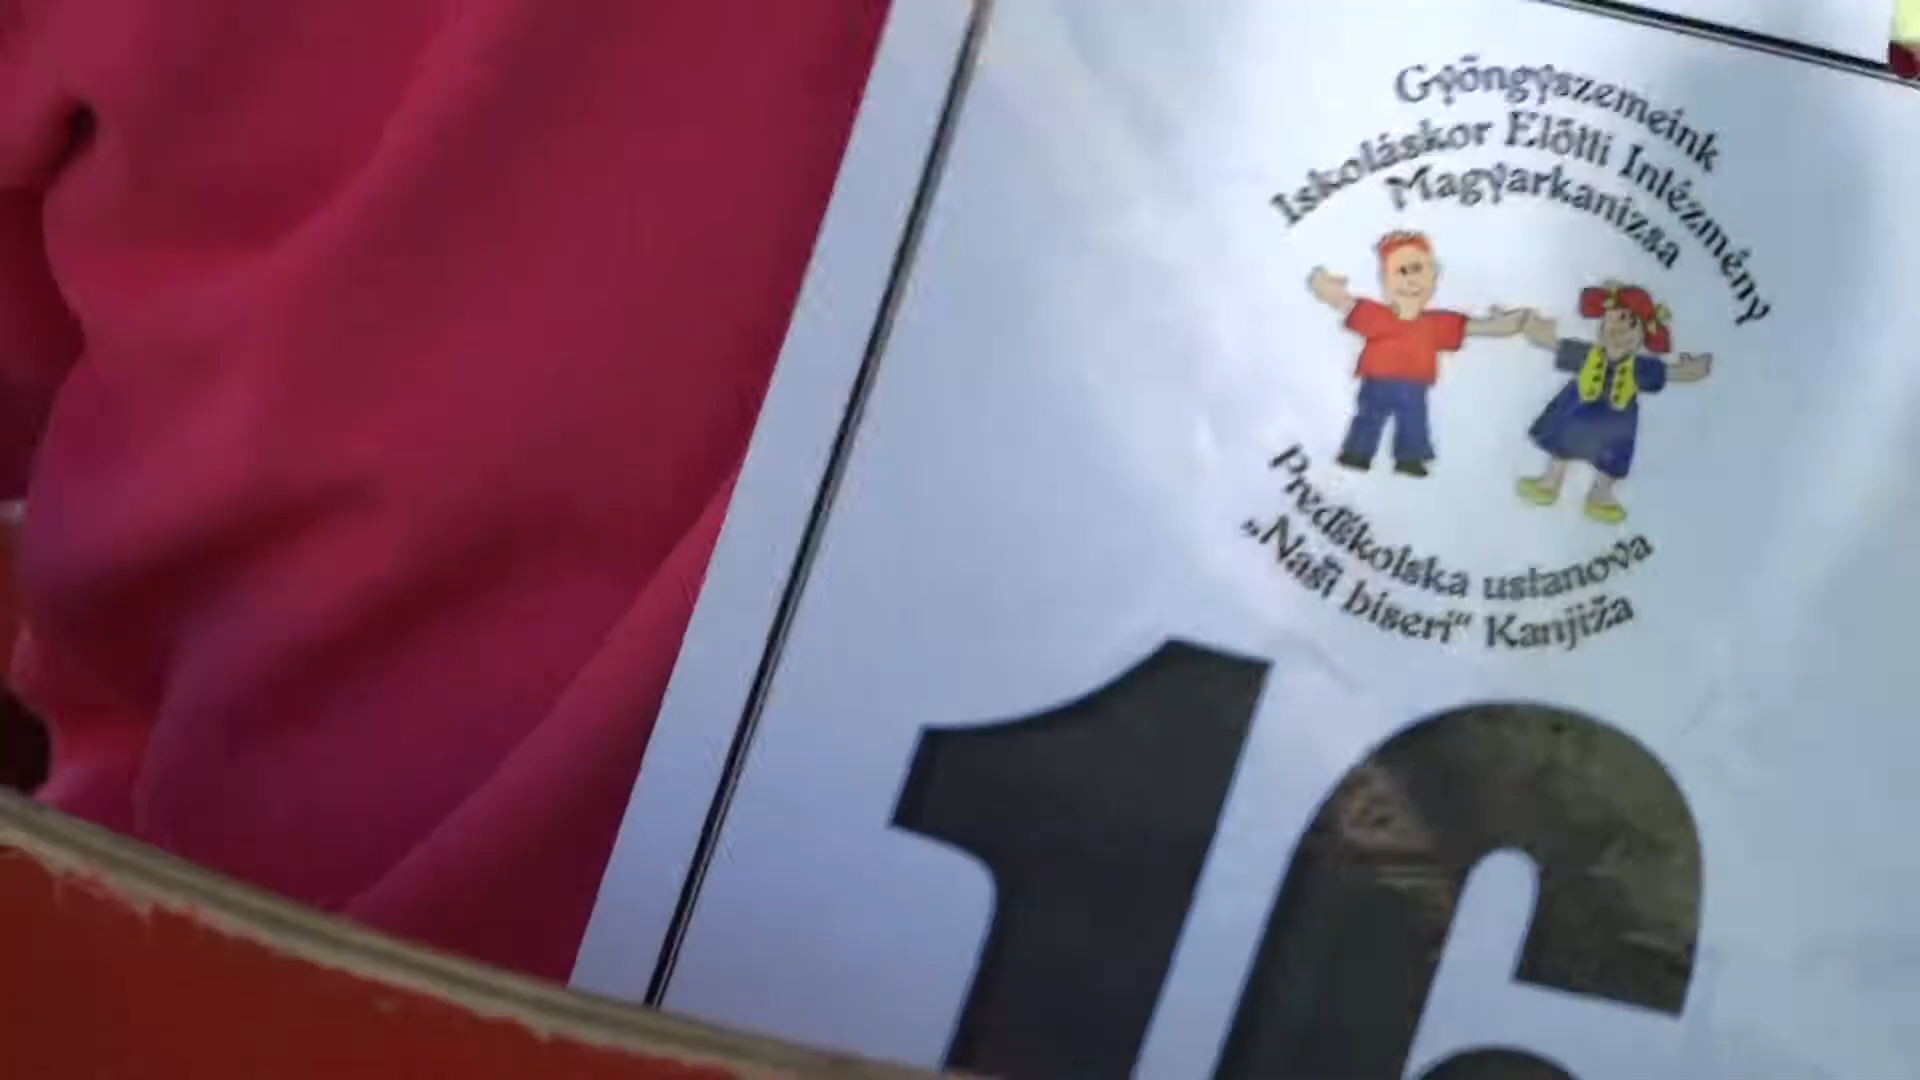 Gyöngyszemeink
Iskoláskor Előtti Intézmény
Magyarkanizsa
Predškolska ustanova
„Naši biseri“ Kanjiža
16